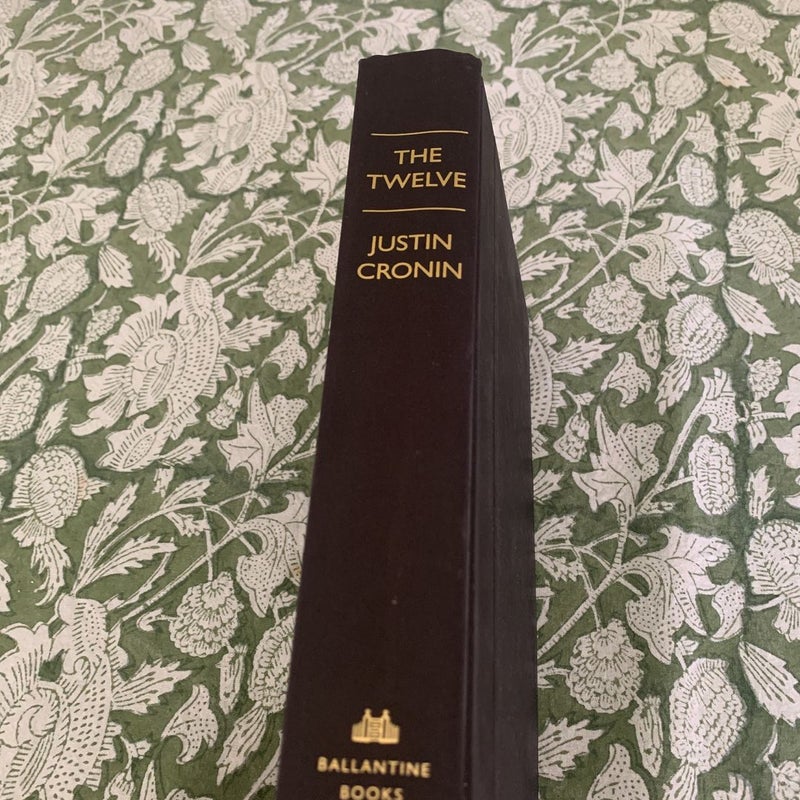 THE
TWELVE
JUSTIN
CRONIN
BALLANTINE
BOOKS